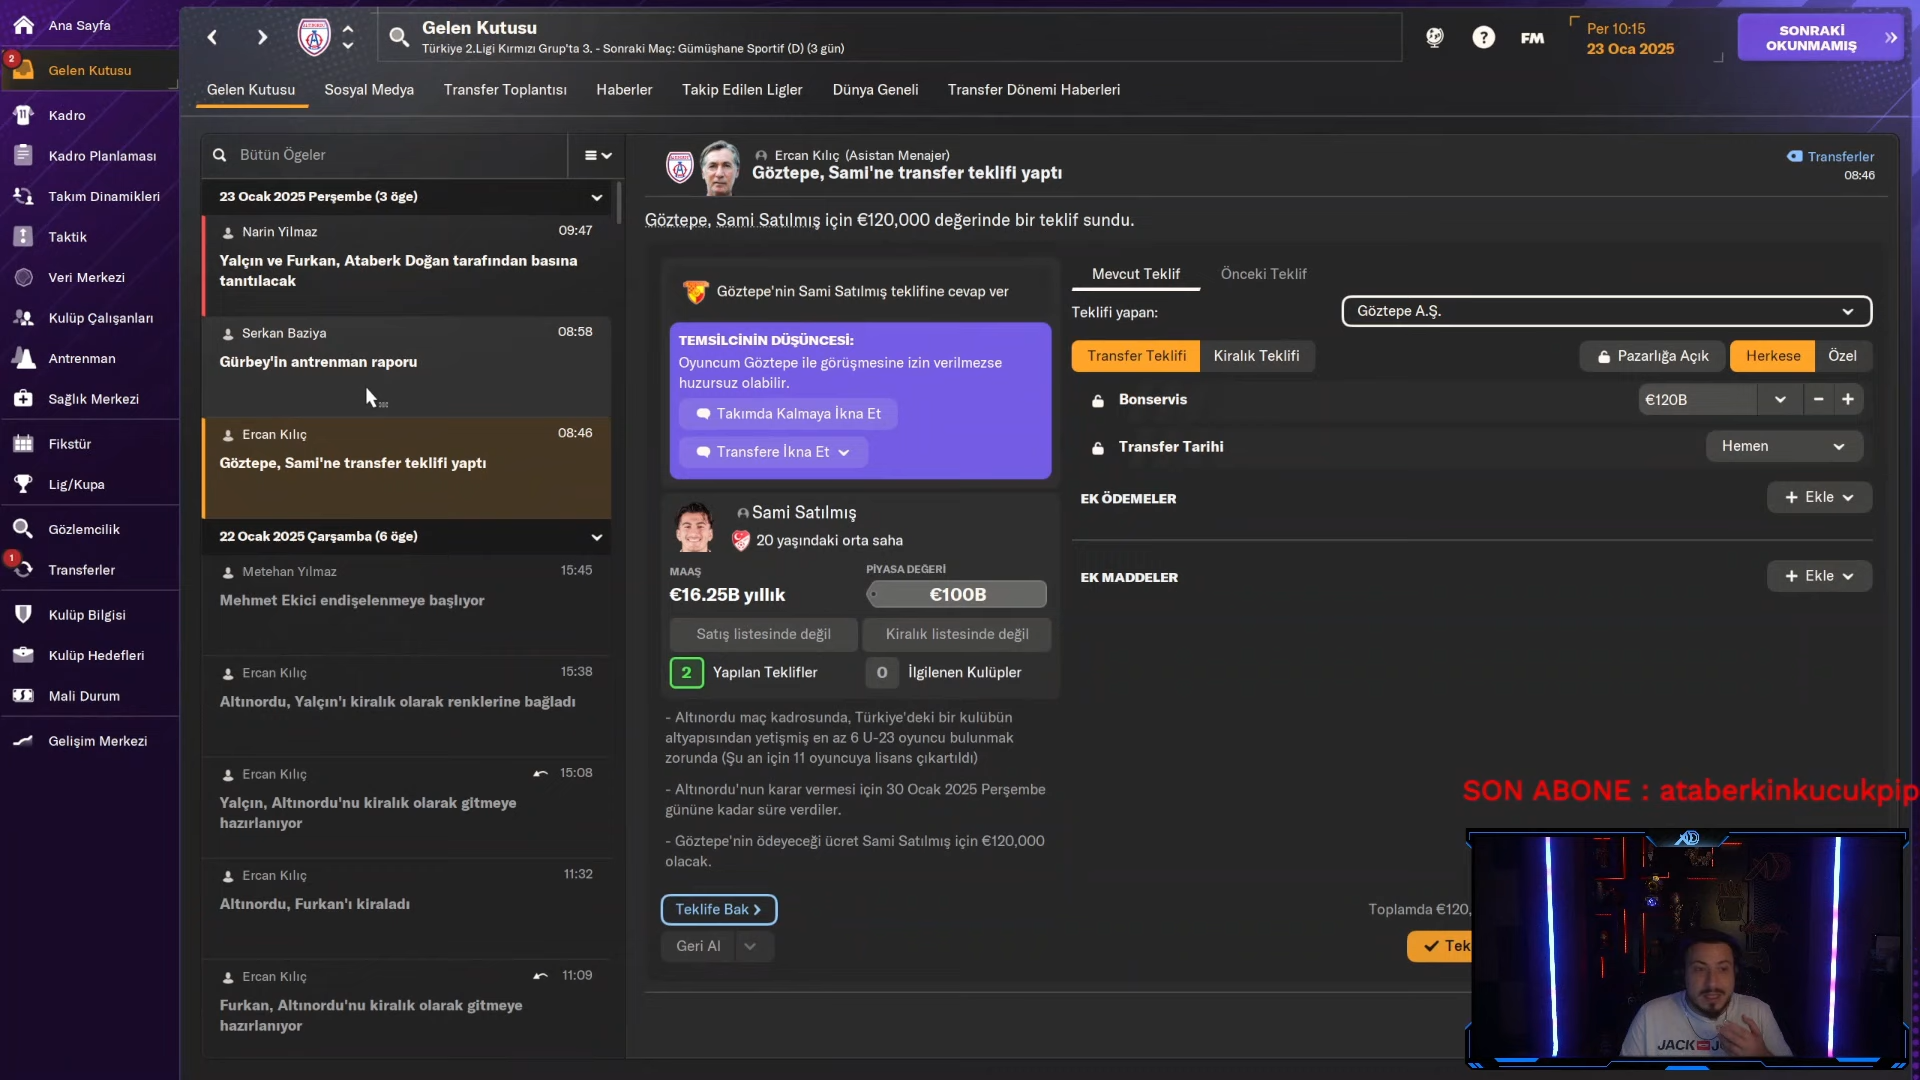 Ana Sayfa
2
Gelen Kutusu
Kadro
Kadro Planlaması
Takım Dinamikleri
Taktik
Veri Merkezi
Kulüp Çalışanları
Antrenman
Sağlık Merkezi
Fikstür
Lig/Kupa
Gözlemcilik
1
Transferler
Kulüp Bilgisi
Kulüp Hedefleri
Mali Durum
Gelişim Merkezi
Gelen Kutusu
Türkiye 2.Ligi Kırmızı Grup'ta 3. - Sonraki Maç: Gümüşhane Sportif (D) (3 gün)
?
FM
Per 10:15
23 Oca 2025
SONRAKİ
OKUNMAMIŞ
Gelen Kutusu
Sosyal Medya
Transfer Toplantısı
Haberler
Takip Edilen Ligler
Dünya Geneli
Transfer Dönemi Haberleri
Bütün Ögeler
23 Ocak 2025 Perşembe (3 öge)
Narin Yilmaz 09:47
Yalçın ve Furkan, Ataberk Doğan tarafından basına
tanıtılacak
Serkan Baziya 08:58
Gürbey'in antrenman raporu
Ercan Kılıç 08:46
Göztepe, Sami'ne transfer teklifi yaptı
22 Ocak 2025 Çarşamba (6 öge)
Metehan Yılmaz 15:45
Mehmet Ekici endişelenmeye başlıyor
Ercan Kılıç 15:38
Altınordu, Yalçın'ı kiralık olarak renklerine bağladı
Ercan Kılıç 15:08
Yalçın, Altınordu'nu kiralık olarak gitmeye
hazırlanıyor
Ercan Kılıç 11:32
Altınordu, Furkan'ı kiraladı
Ercan Kılıç 11:09
Furkan, Altınordu'nu kiralık olarak gitmeye
hazırlanıyor
Ercan Kılıç (Asistan Menajer)
Göztepe, Sami'ne transfer teklifi yaptı
Transferler
08:46
Göztepe, Sami Satılmış için €120,000 değerinde bir teklif sundu.
Göztepe'nin Sami Satılmış teklifine cevap ver
TEMSİLCİNİN DÜŞÜNCESİ:
Oyuncum Göztepe ile görüşmesine izin verilmezse
huzursuz olabilir.
Takımda Kalmaya İkna Et
Transfere İkna Et
Sami Satılmış
20 yaşındaki orta saha
MAAŞ
PİYASA DEĞERİ
€16.25B yıllık
€100B
Satış listesinde değil
Kiralık listesinde değil
2 Yapılan Teklifler
0 İlgilenen Kulüpler
- Altınordu maç kadrosunda, Türkiye'deki bir kulübün
altyapısından yetişmiş en az 6 U-23 oyuncu bulunmak
zorunda (Şu an için 11 oyuncuya lisans çıkartıldı)
- Altınordu'nun karar vermesi için 30 Ocak 2025 Perşembe
gününe kadar süre verdiler.
- Göztepe'nin ödeyeceği ücret Sami Satılmış için €120,000
olacak.
Teklife Bak
Geri Al
Mevcut Teklif
Önceki Teklif
Teklifi yapan:
Göztepe A.Ş.
Transfer Teklifi
Kiralık Teklifi
Pazarlığa Açık
Herkese
Özel
Bonservis
€120B
Transfer Tarihi
Hemen
EK ÖDEMELER
+ Ekle
EK MADDELER
+ Ekle
Toplamda €120,
Tek
SON ABONE : ataberkinkucukpip
JACK